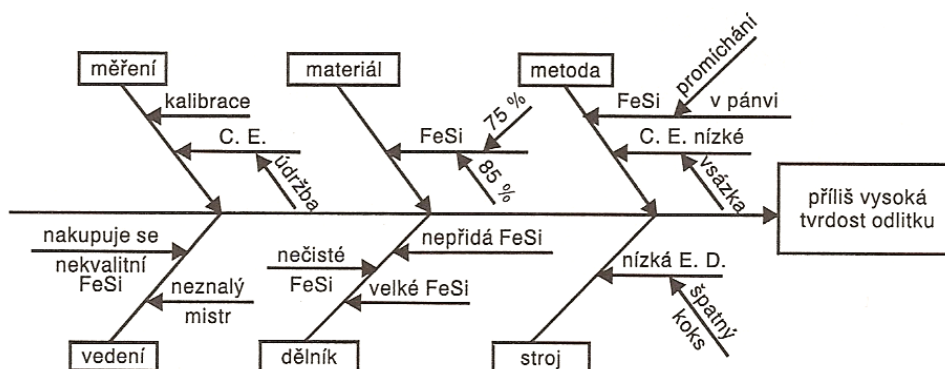 měření
materiál
metoda
promíchání
kalibrace
FeSi
v pánvi
75 %
C. E.
FeSi
C. E. nízké
údržba
85 %
vsázka
příliš vysoká
tvrdost odlitku
nakupuje se
nekvalitní
FeSi
nečisté
FeSi
nepřidá FeSi
nízká E. D.
neznalý
mistr
velké FeSi
špatný
koks
vedení
dělník
stroj